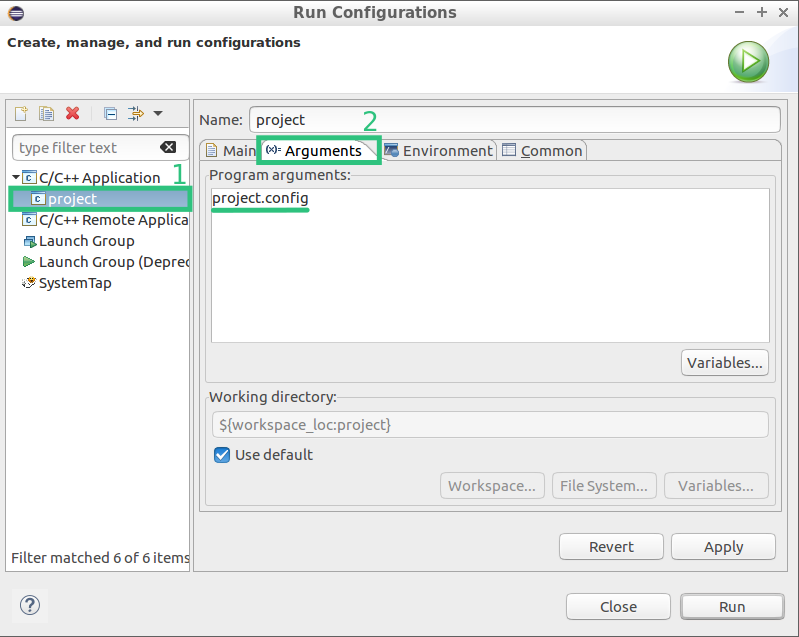 Run Configurations
Create, manage, and run configurations
type filter text
1
C/C++ Application
project
C/C++ Remote Applica
Launch Group
Launch Group (Deprec
SystemTap
Filter matched 6 of 6 items
Name: project
2
Main (x)= Arguments Environment Common
Program arguments:
project.config
Variables...
Working directory:
${workspace_loc:project}
Use default
Workspace... File System... Variables...
Revert Apply
? Close Run